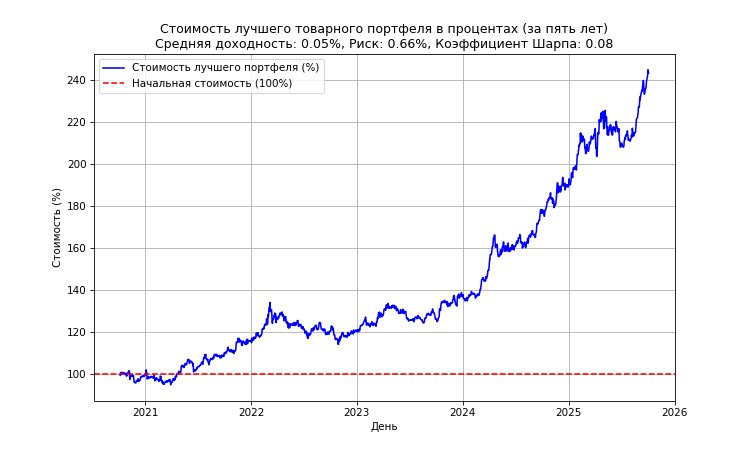 Стоимость лучшего товарного портфеля в процентах (за пять лет)
Средняя доходность: 0.05%, Риск: 0.66%, Коэффициент Шарпа: 0.08
Стоимость лучшего портфеля (%)
Начальная стоимость (100%)
Стоимость (%)
240
220
200
180
160
140
120
100
2021
2022
2023
2024
2025
2026
День